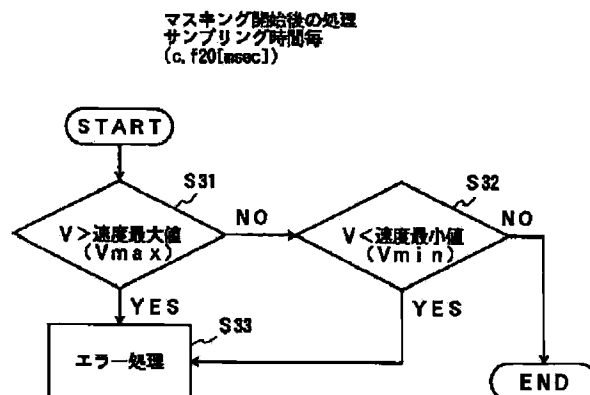 マスキング開始後の処理
サンプリング時間毎
(c.f20[msec])
START
S31
V>速度最大値
(Vmax)
NO
S32
V<速度最小値
(Vmin)
NO
YES
YES
S33
エラー処理
END